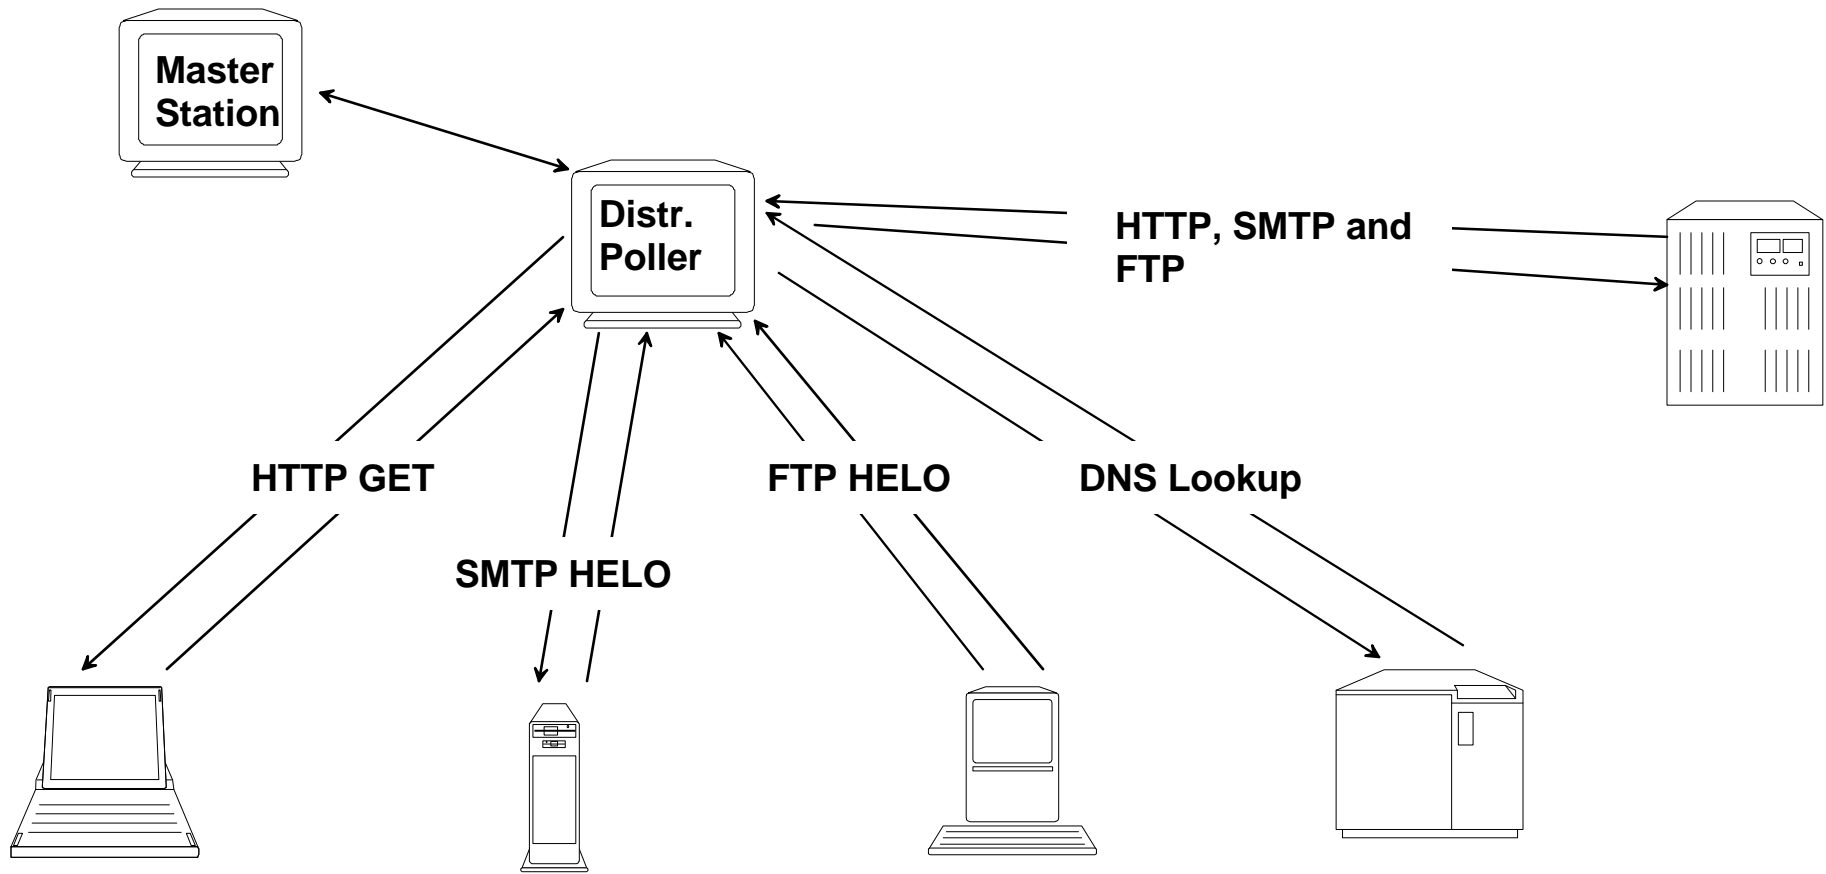 Master
Station
Distr.
Poller
HTTP, SMTP and
FTP
HTTP GET
FTP HELO
DNS Lookup
SMTP HELO